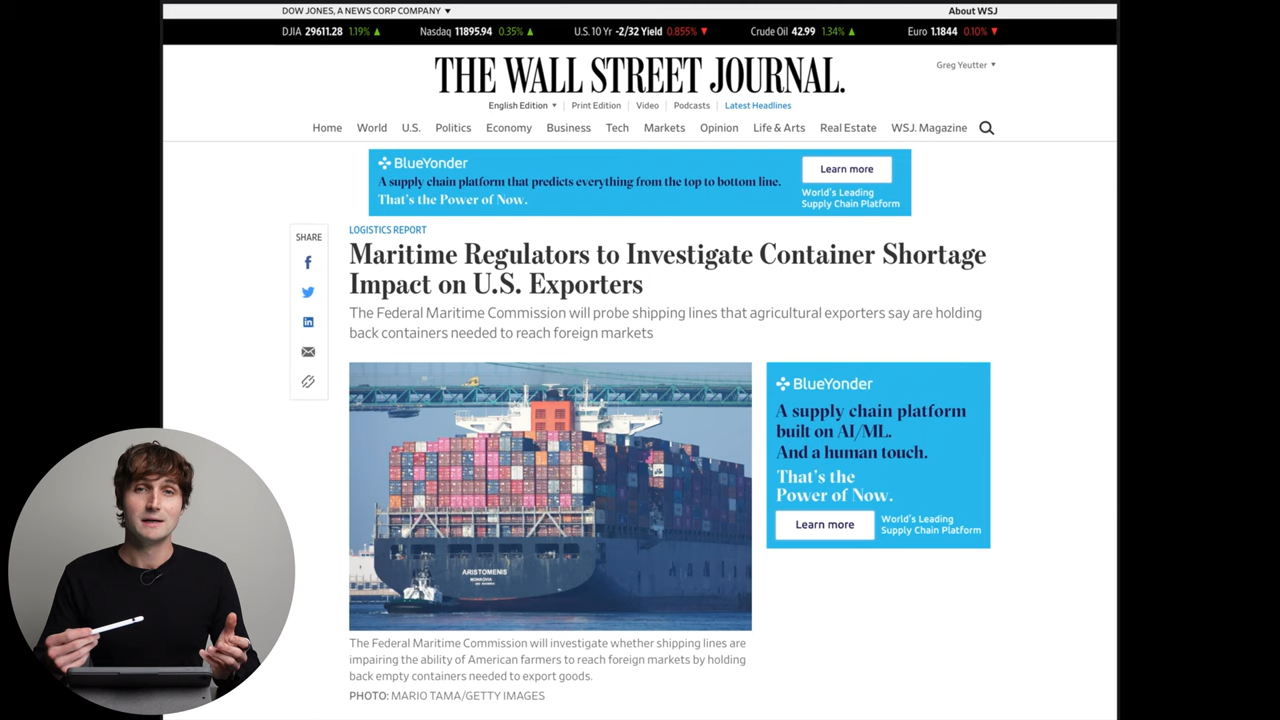 DOW JONES, A NEWS CORP COMPANY
About WSJ
DJIA 29611.28 1.19%
Nasdaq 11895.94 0.35%
U.S. 10 Yr -2/32 Yield 0.855%
Crude Oil 42.99 1.34%
Euro 1.1844 0.10%
THE WALL STREET JOURNAL.
Greg Yeutter
English Edition
Print Edition
Video
Podcasts
Latest Headlines
Home World U.S. Politics Economy Business Tech Markets Opinion Life & Arts Real Estate WSJ. Magazine
BlueYonder
A supply chain platform that predicts everything from the top to bottom line.
That's the Power of Now.
Learn more
World's Leading
Supply Chain Platform
SHARE
LOGISTICS REPORT
Maritime Regulators to Investigate Container Shortage
Impact on U.S. Exporters
The Federal Maritime Commission will probe shipping lines that agricultural exporters say are holding
back containers needed to reach foreign markets
ARISTOMENIS
MONROVIA
BlueYonder
A supply chain platform
built on AI/ML.
And a human touch.
That's the
Power of Now.
Learn more
World's Leading
Supply Chain Platform
The Federal Maritime Commission will investigate whether shipping lines are
impairing the ability of American farmers to reach foreign markets by holding
back empty containers needed to export goods.
PHOTO: MARIO TAMA/GETTY IMAGES